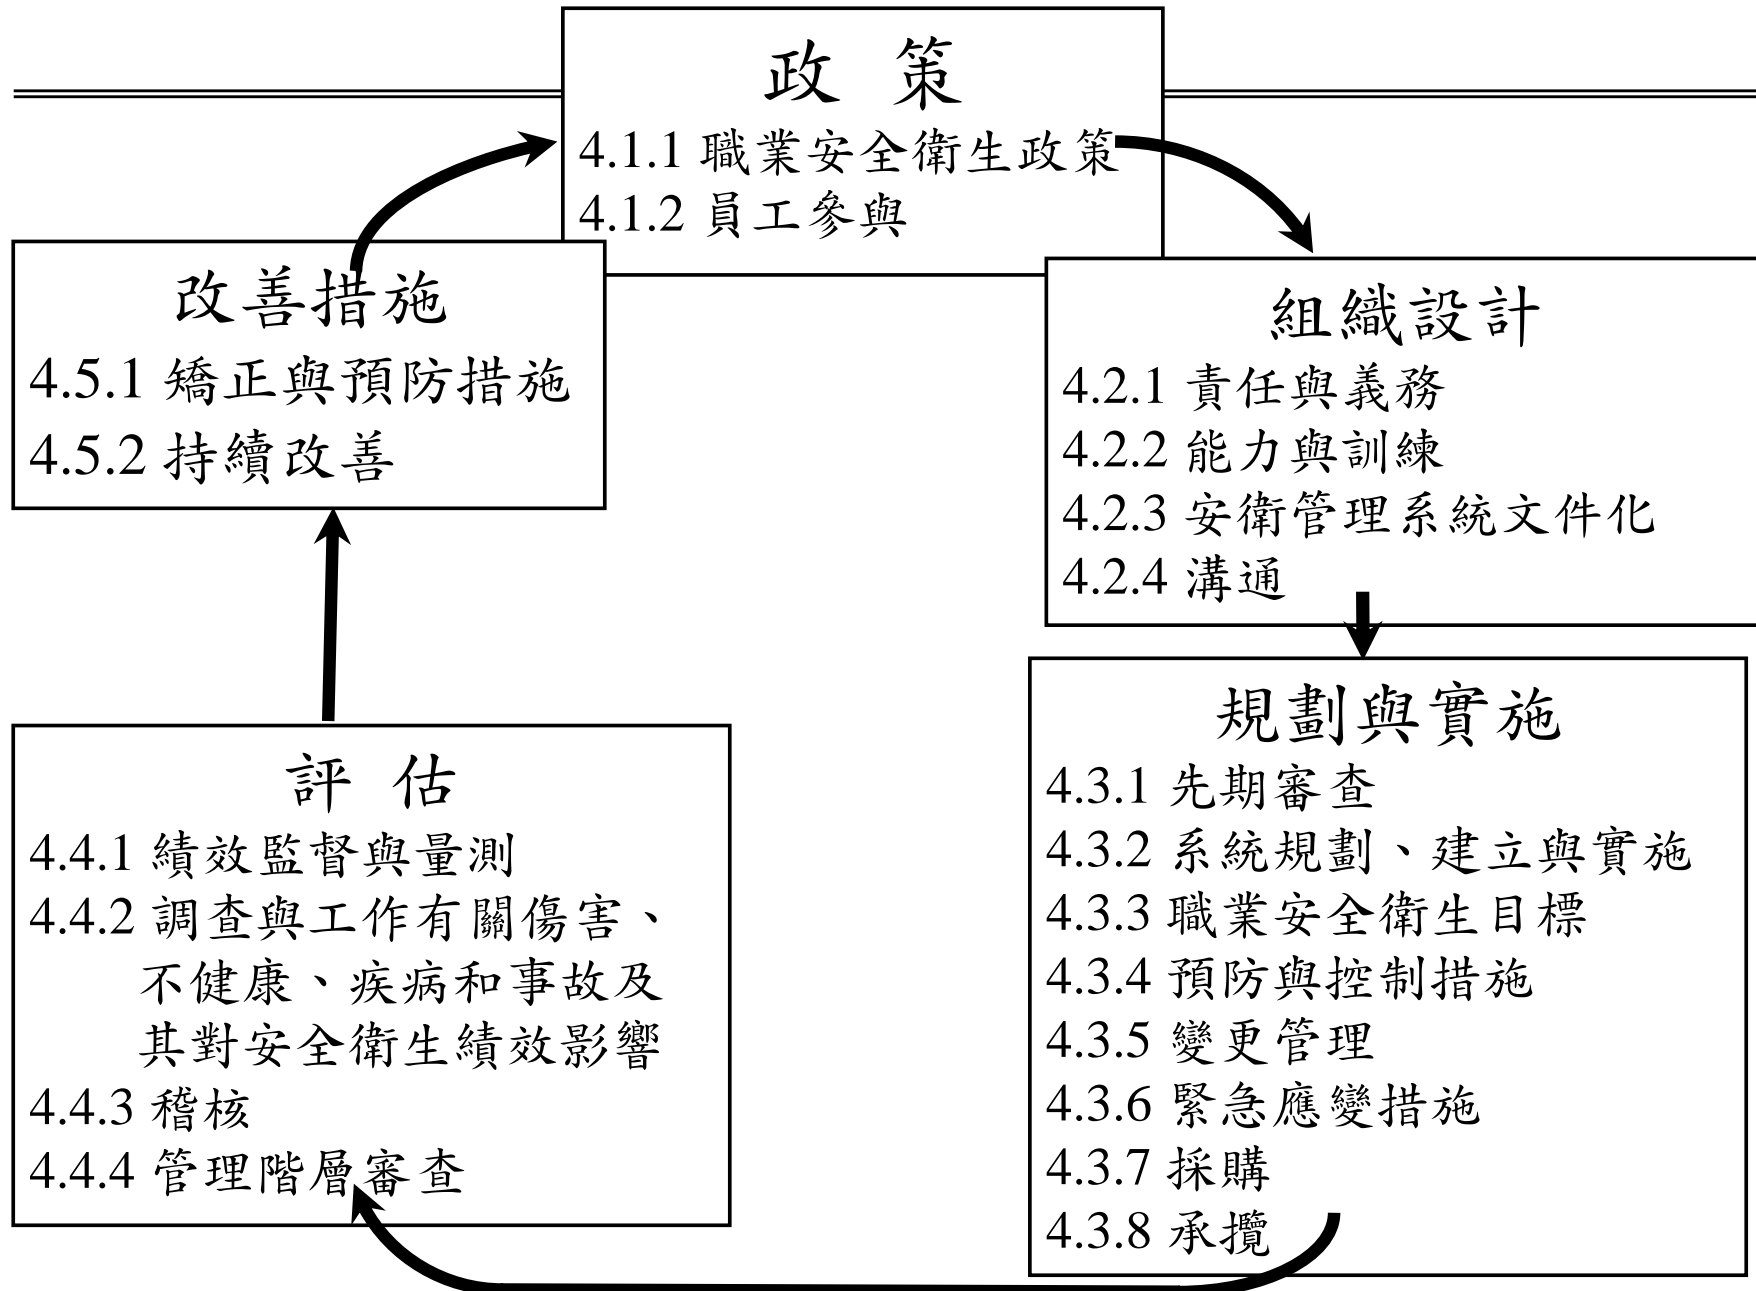 政 策
4.1.1 職業安全衛生政策
4.1.2 員工參與
組織設計
4.2.1 責任與義務
4.2.2 能力與訓練
4.2.3 安衛管理系統文件化
4.2.4 溝通
規劃與實施
4.3.1 先期審查
4.3.2 系統規劃、建立與實施
4.3.3 職業安全衛生目標
4.3.4 預防與控制措施
4.3.5 變更管理
4.3.6 緊急應變措施
4.3.7 採購
4.3.8 承攬
評 估
4.4.1 績效監督與量測
4.4.2 調查與工作有關傷害、
不健康、疾病和事故及
其對安全衛生績效影響
4.4.3 稽核
4.4.4 管理階層審查
改善措施
4.5.1 矯正與預防措施
4.5.2 持續改善